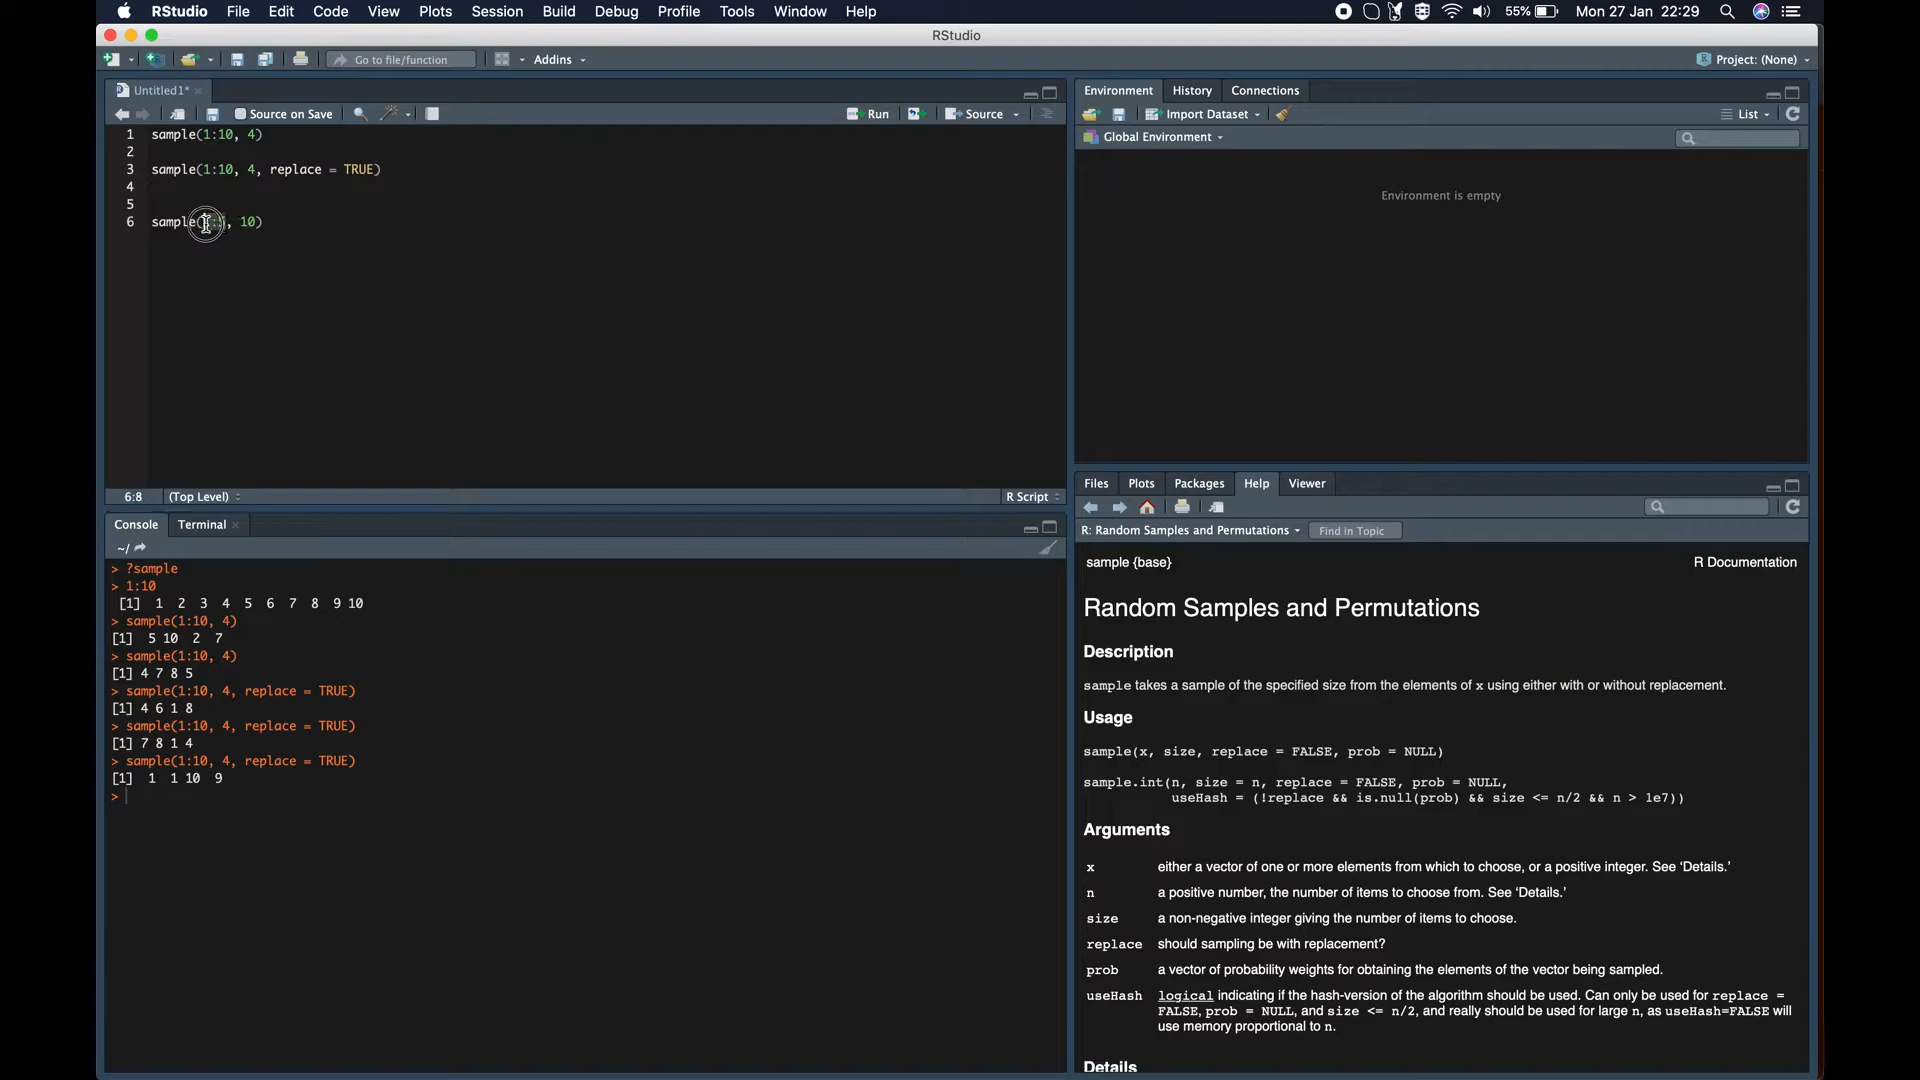 RStudio File Edit Code View Plots Session Build Debug Profile Tools Window Help 55% Mon 27 Jan 22:29
RStudio
Go to file/function Addins Project: (None)
Untitled1*
Source on Save Run Source
1 sample(1:10, 4)
2
3 sample(1:10, 4, replace = TRUE)
4
5
6 sample( , 10)
6:8 (Top Level) R Script
Console Terminal
~/
> ?sample
> 1:10
[1] 1 2 3 4 5 6 7 8 9 10
> sample(1:10, 4)
[1] 5 10 2 7
> sample(1:10, 4)
[1] 4 7 8 5
> sample(1:10, 4, replace = TRUE)
[1] 4 6 1 8
> sample(1:10, 4, replace = TRUE)
[1] 7 8 1 4
> sample(1:10, 4, replace = TRUE)
[1] 1 1 10 9
>
Environment History Connections
Import Dataset List
Global Environment
Environment is empty
Files Plots Packages Help Viewer
R: Random Samples and Permutations Find in Topic
sample {base} R Documentation
Random Samples and Permutations
Description
sample takes a sample of the specified size from the elements of x using either with or without replacement.
Usage
sample(x, size, replace = FALSE, prob = NULL)
sample.int(n, size = n, replace = FALSE, prob = NULL,
useHash = (!replace && is.null(prob) && size <= n/2 && n > 1e7))
Arguments
x either a vector of one or more elements from which to choose, or a positive integer. See ‘Details.’
n a positive number, the number of items to choose from. See ‘Details.’
size a non-negative integer giving the number of items to choose.
replace should sampling be with replacement?
prob a vector of probability weights for obtaining the elements of the vector being sampled.
useHash logical indicating if the hash-version of the algorithm should be used. Can only be used for replace =
FALSE, prob = NULL, and size <= n/2, and really should be used for large n, as useHash=FALSE will
use memory proportional to n.
Details